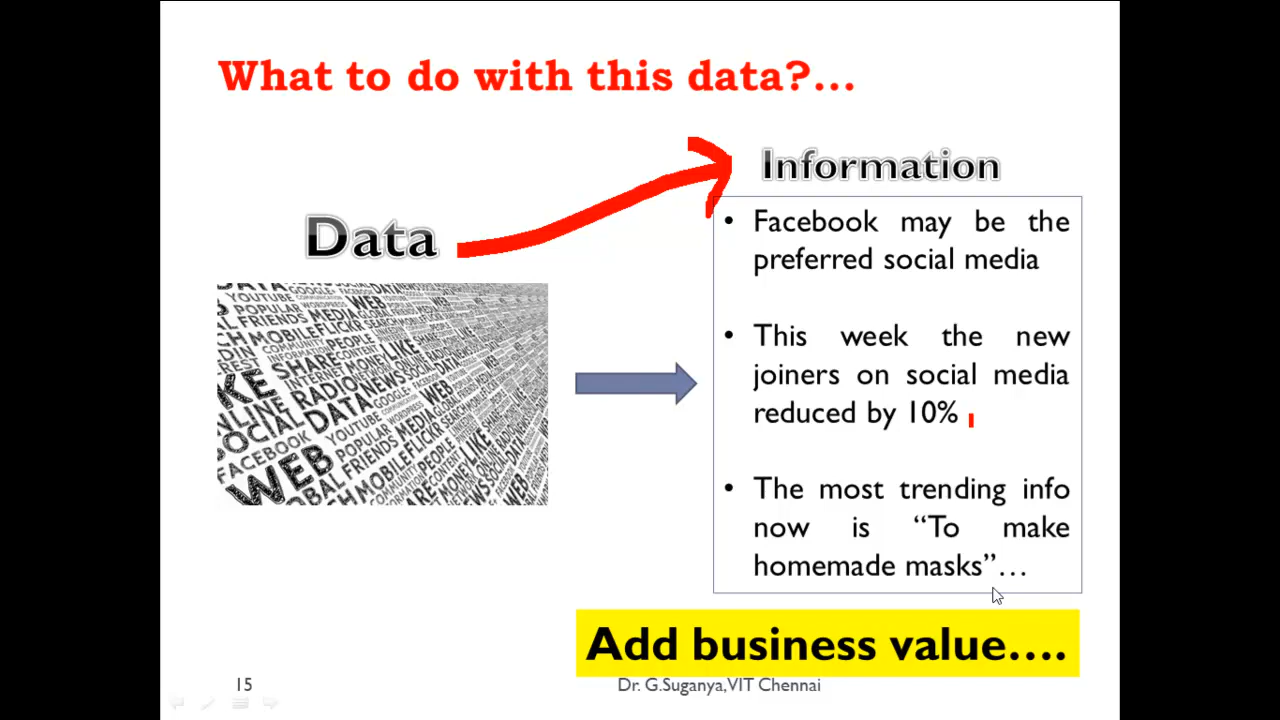 What to do with this data?...
Information
Data
• Facebook may be the
preferred social media
• This week the new
joiners on social media
reduced by 10%
• The most trending info
now is “To make
homemade masks”…
Add business value….
15
Dr. G.Suganya,VIT Chennai